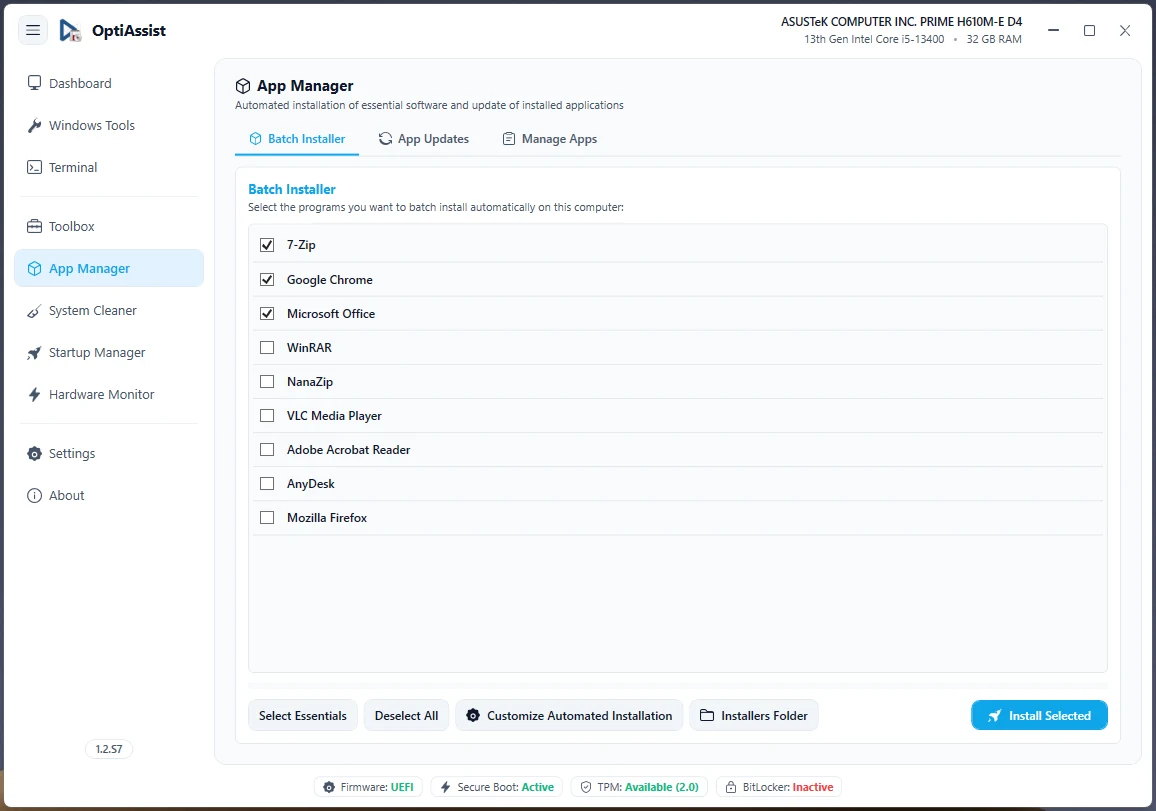 OptiAssist
ASUSTeK COMPUTER INC. PRIME H610M-E D4
13th Gen Intel Core i5-13400 • 32 GB RAM
Dashboard
Windows Tools
Terminal
Toolbox
App Manager
System Cleaner
Startup Manager
Hardware Monitor
Settings
About
1.2.S7
App Manager
Automated installation of essential software and update of installed applications
Batch Installer
App Updates
Manage Apps
Batch Installer
Select the programs you want to batch install automatically on this computer:
7-Zip
Google Chrome
Microsoft Office
WinRAR
NanaZip
VLC Media Player
Adobe Acrobat Reader
AnyDesk
Mozilla Firefox
Select Essentials
Deselect All
Customize Automated Installation
Installers Folder
Install Selected
Firmware: UEFI
Secure Boot: Active
TPM: Available (2.0)
BitLocker: Inactive